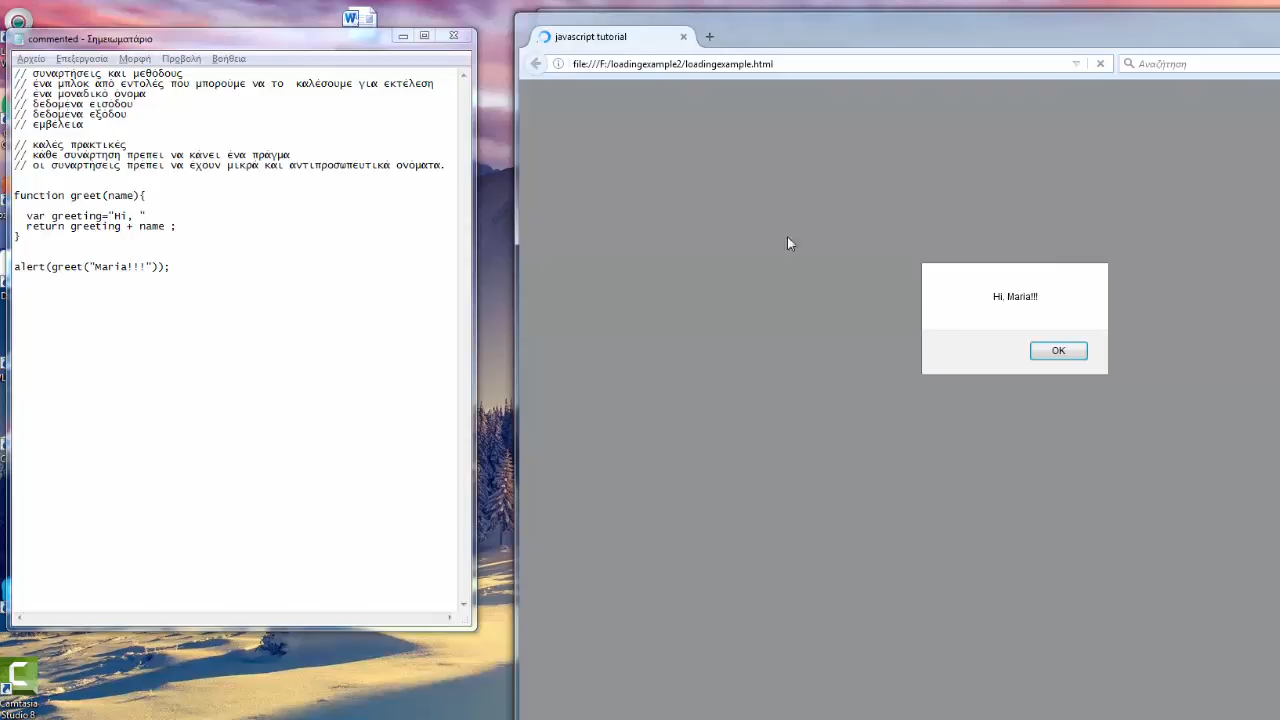 commented - Σημειωματάριο
Αρχείο Επεξεργασία Μορφή Προβολή Βοήθεια
// συναρτήσεις και μεθόδους
// ένα μπλοκ από εντολές που μπορούμε να το καλέσουμε για εκτέλεση
// ένα μοναδικό όνομα
// δεδομένα εισόδου
// δεδομένα εξόδου
// εμβέλεια
// καλές πρακτικές
// κάθε συνάρτηση πρέπει να κάνει ένα πράγμα
// οι συναρτήσεις πρέπει να έχουν μικρά και αντιπροσωπευτικά ονόματα.
function greet(name){
var greeting="Hi, "
return greeting + name ;
}
alert(greet("Maria!!!"));
javascript tutorial
file:///F:/loadingexample2/loadingexample.html
Αναζήτηση
Hi, Maria!!!
OK
Camtasia
Studio 8